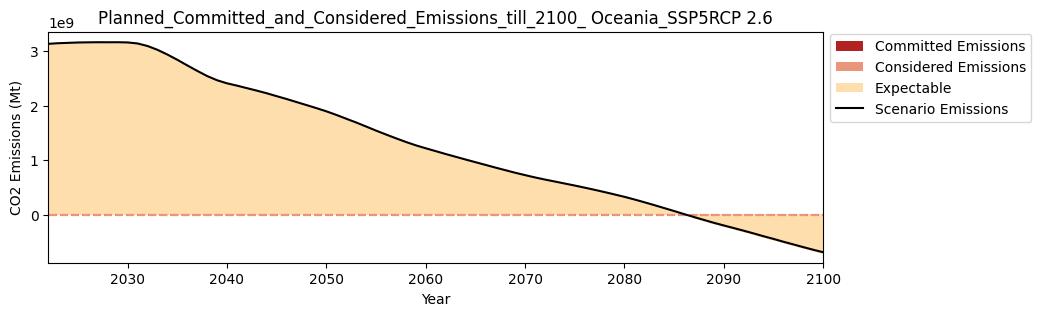 Planned_Committed_and_Considered_Emissions_till_2100_ Oceania_SSP5RCP 2.6
1e9
3
2
1
0
CO2 Emissions (Mt)
2030 2040 2050 2060 2070 2080 2090 2100
Year
Committed Emissions
Considered Emissions
Expectable
Scenario Emissions